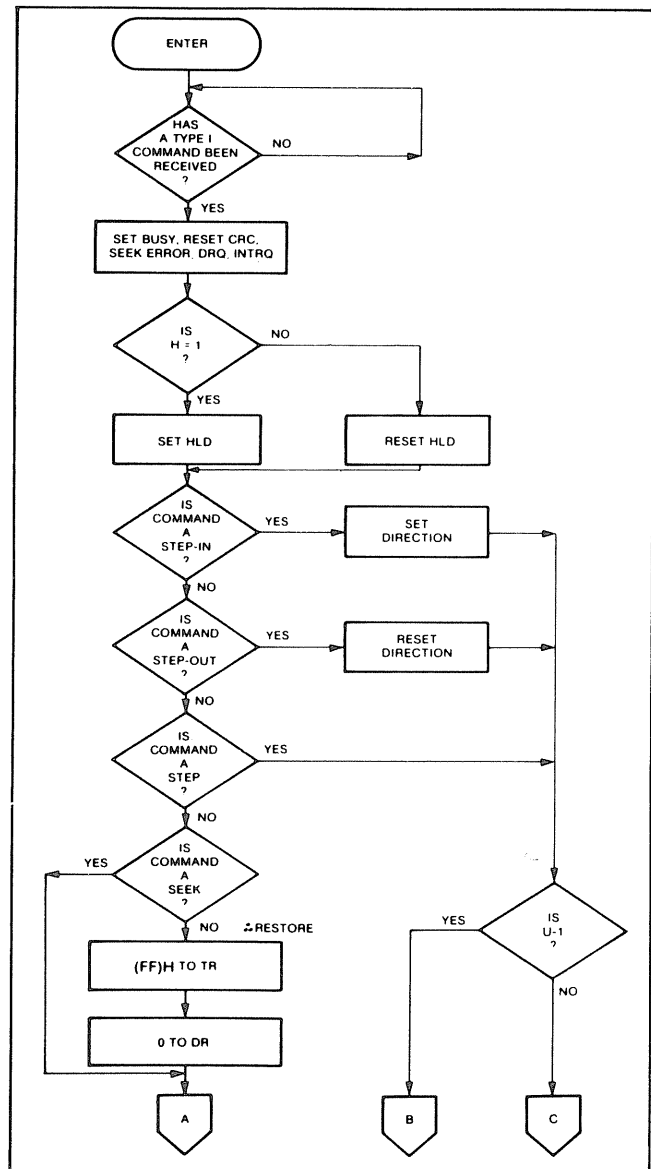 ENTER
HAS
A TYPE I
COMMAND BEEN
RECEIVED
?
NO
YES
SET BUSY, RESET CRC,
SEEK ERROR, DRQ, INTRQ
IS
H = 1
?
NO
YES
SET HLD
RESET HLD
IS
COMMAND
A
STEP-IN
?
YES
SET
DIRECTION
NO
IS
COMMAND
A
STEP-OUT
?
YES
RESET
DIRECTION
NO
IS
COMMAND
A
STEP
?
YES
NO
IS
COMMAND
A
SEEK
?
YES
NO
∴RESTORE
(FF)H TO TR
0 TO DR
A
IS
U-1
?
YES
NO
B
C